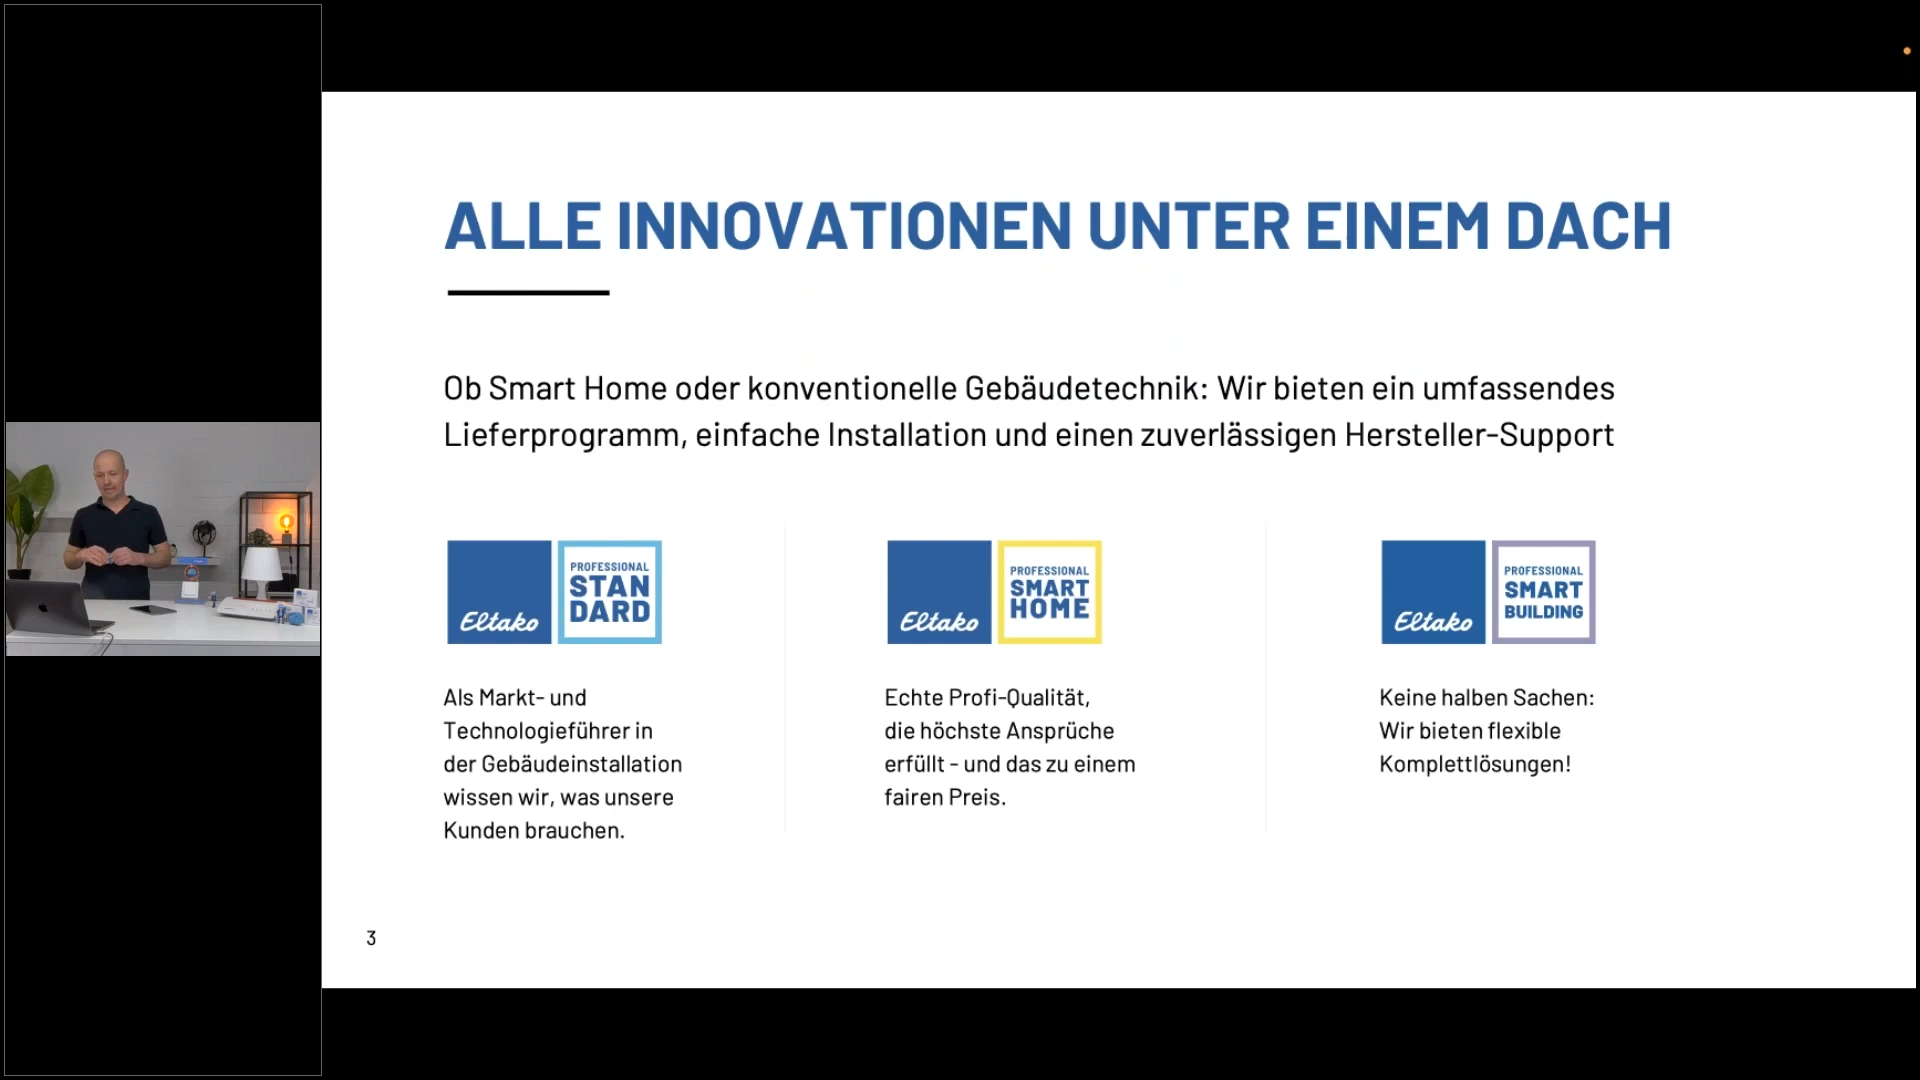 ALLE INNOVATIONEN UNTER EINEM DACH
Ob Smart Home oder konventionelle Gebäudetechnik: Wir bieten ein umfassendes
Lieferprogramm, einfache Installation und einen zuverlässigen Hersteller-Support
Eltako
PROFESSIONAL
STAN
DARD
Als Markt- und
Technologieführer in
der Gebäudeinstallation
wissen wir, was unsere
Kunden brauchen.
Eltako
PROFESSIONAL
SMART
HOME
Echte Profi-Qualität,
die höchste Ansprüche
erfüllt - und das zu einem
fairen Preis.
Eltako
PROFESSIONAL
SMART
BUILDING
Keine halben Sachen:
Wir bieten flexible
Komplettlösungen!
3